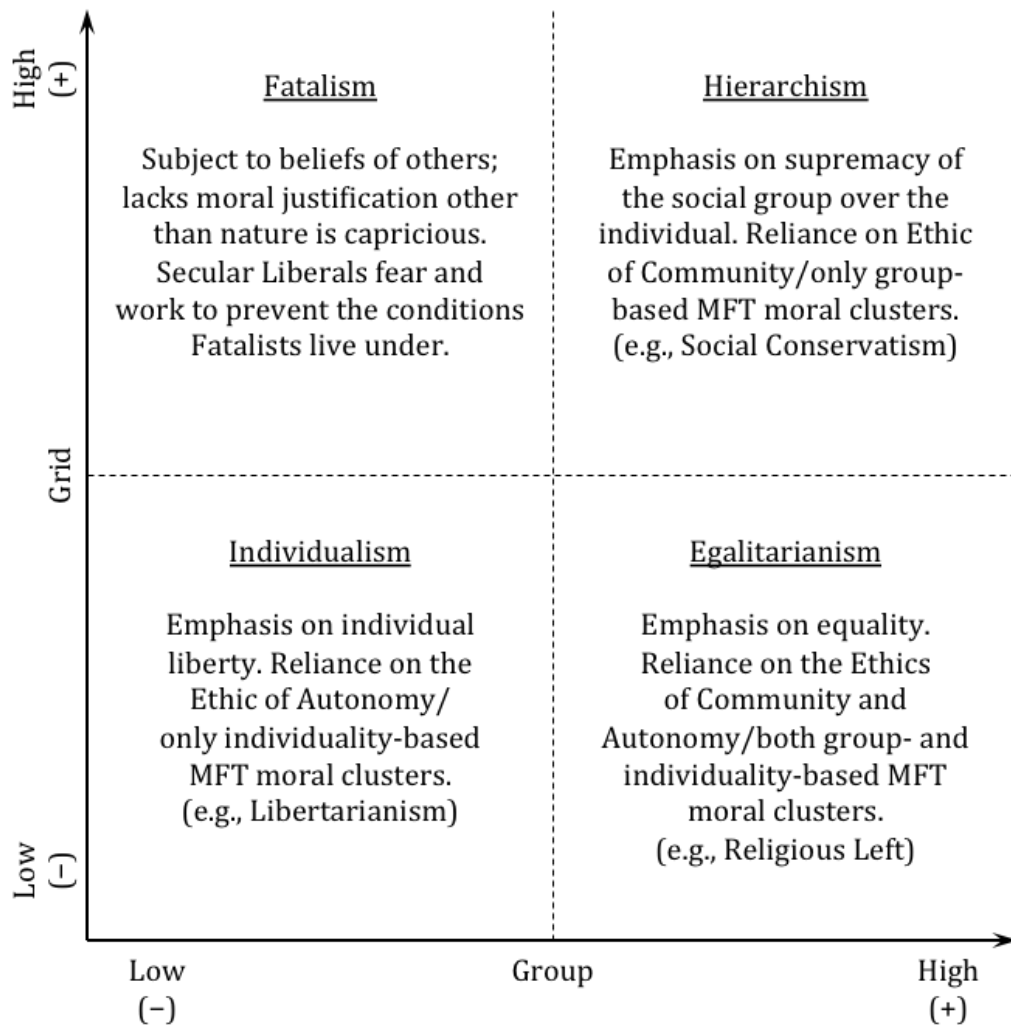 High
(+)
Fatalism
Subject to beliefs of others;
lacks moral justification other
than nature is capricious.
Secular Liberals fear and
work to prevent the conditions
Fatalists live under.
Hierarchism
Emphasis on supremacy of
the social group over the
individual. Reliance on Ethic
of Community/only group-
based MFT moral clusters.
(e.g., Social Conservatism)
Grid
Individualism
Emphasis on individual
liberty. Reliance on the
Ethic of Autonomy/
only individuality-based
MFT moral clusters.
(e.g., Libertarianism)
Egalitarianism
Emphasis on equality.
Reliance on the Ethics
of Community and
Autonomy/both group- and
individuality-based MFT
moral clusters.
(e.g., Religious Left)
Low
(−)
Low
(−)
Group
High
(+)